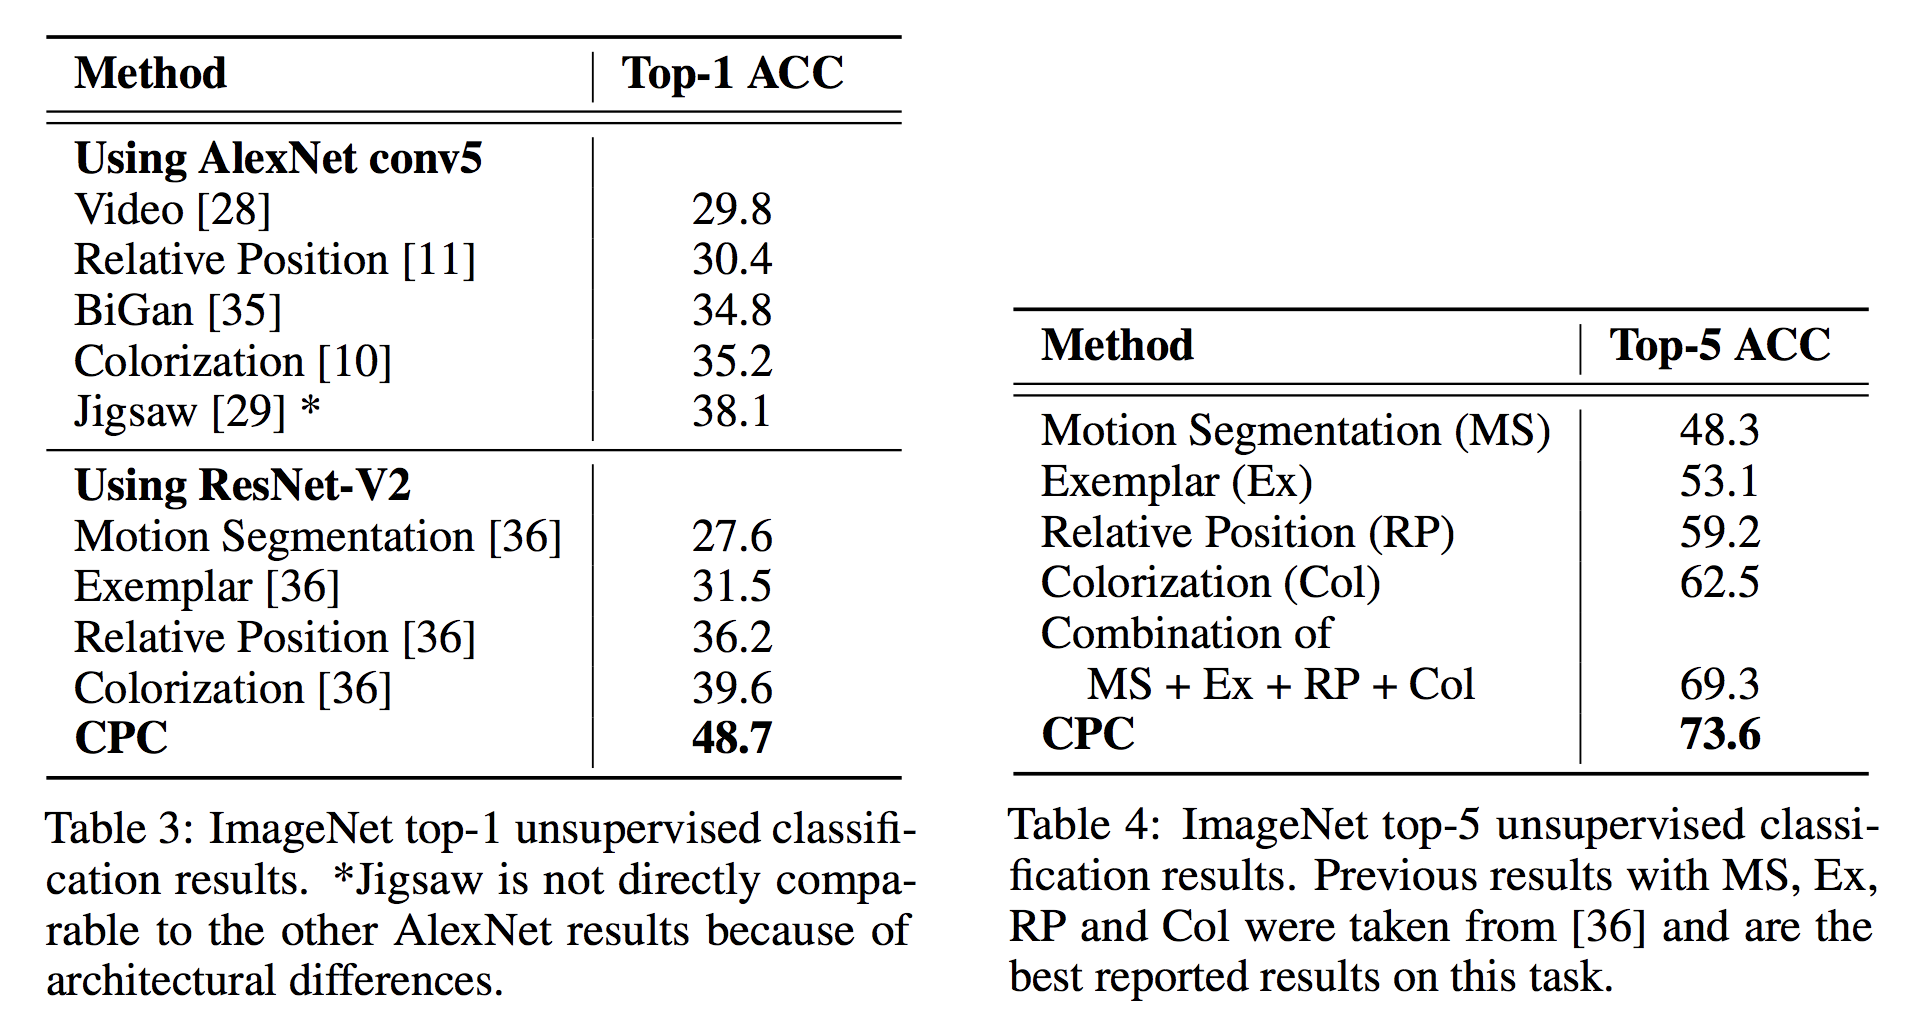 Method Top-1 ACC
Using AlexNet conv5
Video [28] 29.8
Relative Position [11] 30.4
BiGan [35] 34.8
Colorization [10] 35.2
Jigsaw [29] * 38.1
Using ResNet-V2
Motion Segmentation [36] 27.6
Exemplar [36] 31.5
Relative Position [36] 36.2
Colorization [36] 39.6
CPC 48.7
Table 3: ImageNet top-1 unsupervised classifi-
cation results. *Jigsaw is not directly compa-
rable to the other AlexNet results because of
architectural differences.
Method Top-5 ACC
Motion Segmentation (MS) 48.3
Exemplar (Ex) 53.1
Relative Position (RP) 59.2
Colorization (Col) 62.5
Combination of
MS + Ex + RP + Col 69.3
CPC 73.6
Table 4: ImageNet top-5 unsupervised classi-
fication results. Previous results with MS, Ex,
RP and Col were taken from [36] and are the
best reported results on this task.